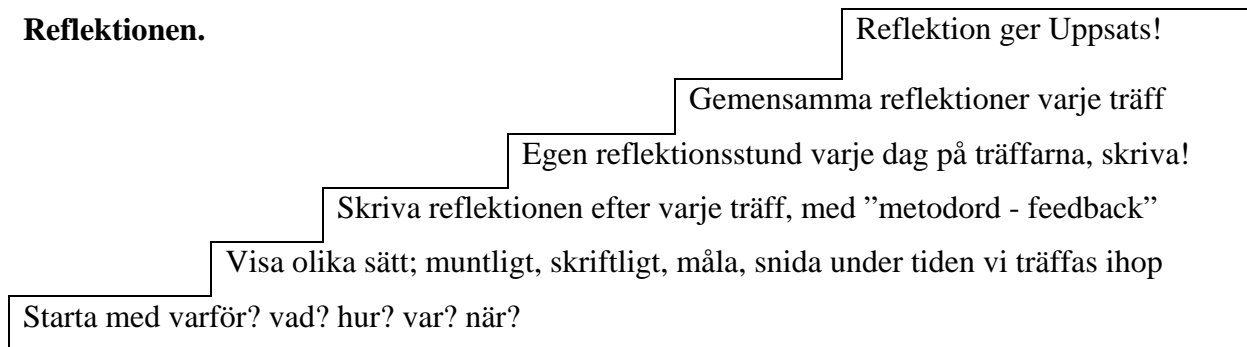 Reflektionen.
Reflektion ger Uppsats!
Gemensamma reflektioner varje träff
Egen reflektionsstund varje dag på träffarna, skriva!
Skriva reflektionen efter varje träff, med ”metodord - feedback”
Visa olika sätt; muntligt, skriftligt, måla, snida under tiden vi träffas ihop
Starta med varför? vad? hur? var? när?